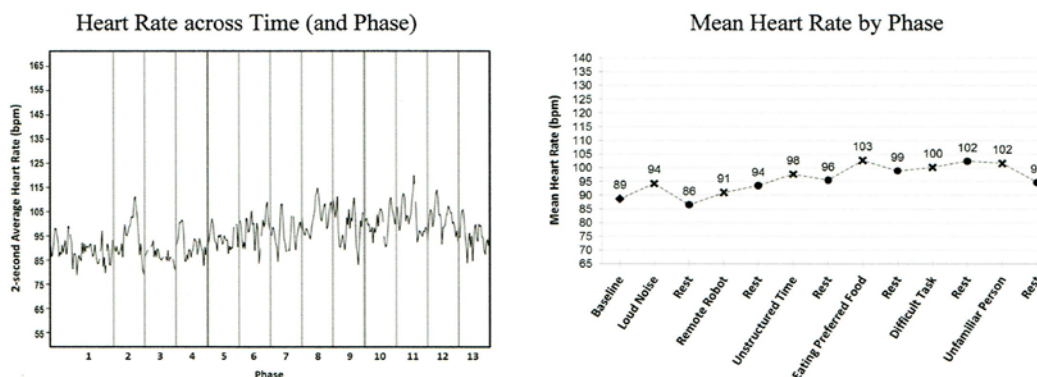 Heart Rate across Time (and Phase)
2-second Average Heart Rate (bpm)
165
155
145
135
125
115
105
95
85
75
65
55
1 2 3 4 5 6 7 8 9 10 11 12 13
Phase
Mean Heart Rate by Phase
Mean Heart Rate (bpm)
140
135
130
125
120
115
110
105
100
95
90
85
80
75
70
65
89 94 86 91 94 98 96 103 99 100 102 102 9
Baseline
Loud Noise
Rest
Remote Robot
Rest
Unstructured Time
Rest
Eating Preferred Food
Rest
Difficult Task
Rest
Unfamiliar Person
Rest